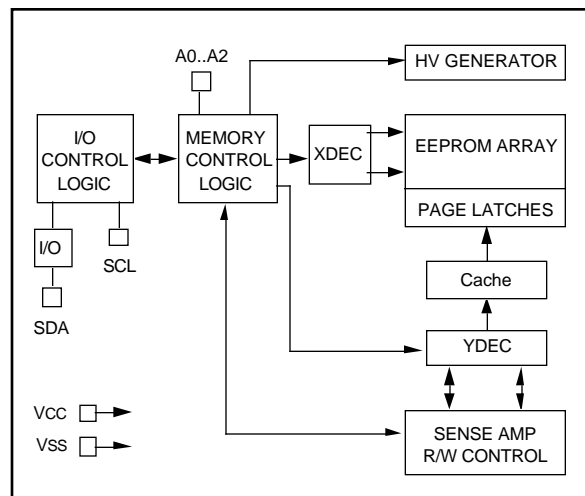 A0..A2
HV GENERATOR
I/O
CONTROL
LOGIC
MEMORY
CONTROL
LOGIC
XDEC
EEPROM ARRAY
PAGE LATCHES
I/O
SCL
SDA
Cache
YDEC
VCC
VSS
SENSE AMP
R/W CONTROL